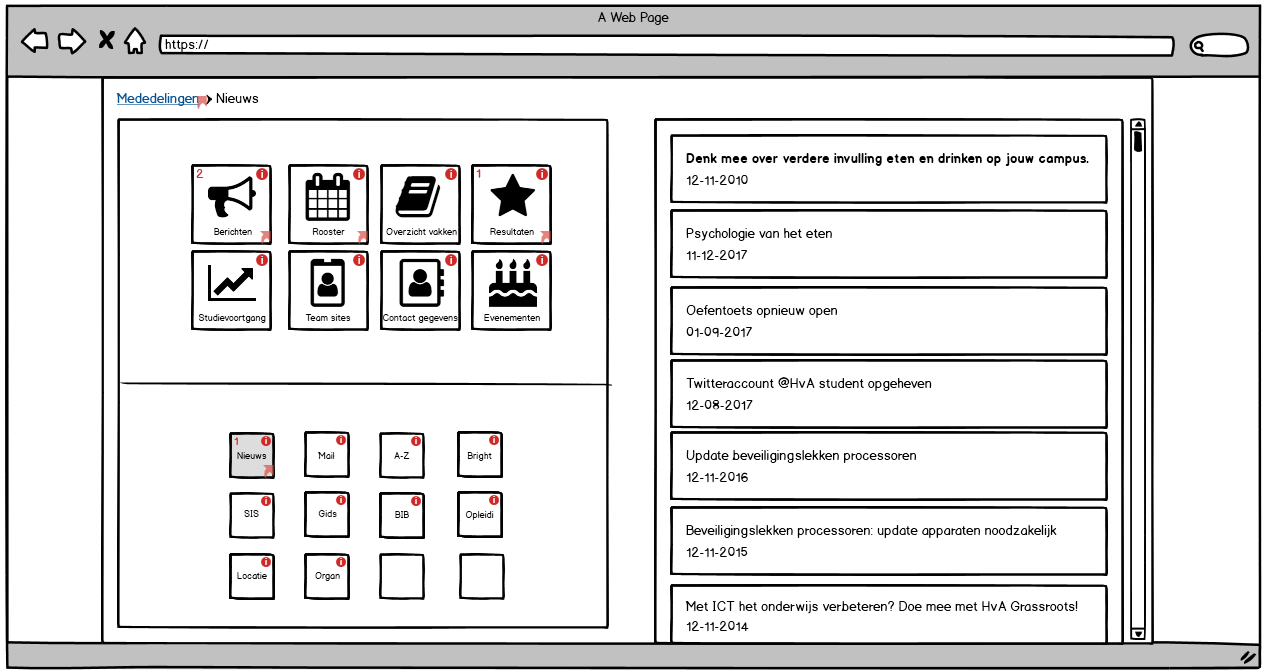 A Web Page
https://
Mededelingen Nieuws
2
Berichten
Rooster
Overzicht vakken
1
Resultaten
Studievoortgang
Team sites
Contact gegevens
Evenementen
1
Nieuws
Mail
A-Z
Bright
SIS
Gids
BIB
Opleidi
Locatie
Organ
Denk mee over verdere invulling eten en drinken op jouw campus.
12-11-2010
Psychologie van het eten
11-12-2017
Oefentoets opnieuw open
01-09-2017
Twitteraccount @HvA student opgeheven
12-08-2017
Update beveiligingslekken processoren
12-11-2016
Beveiligingslekken processoren: update apparaten noodzakelijk
12-11-2015
Met ICT het onderwijs verbeteren? Doe mee met HvA Grassroots!
12-11-2014